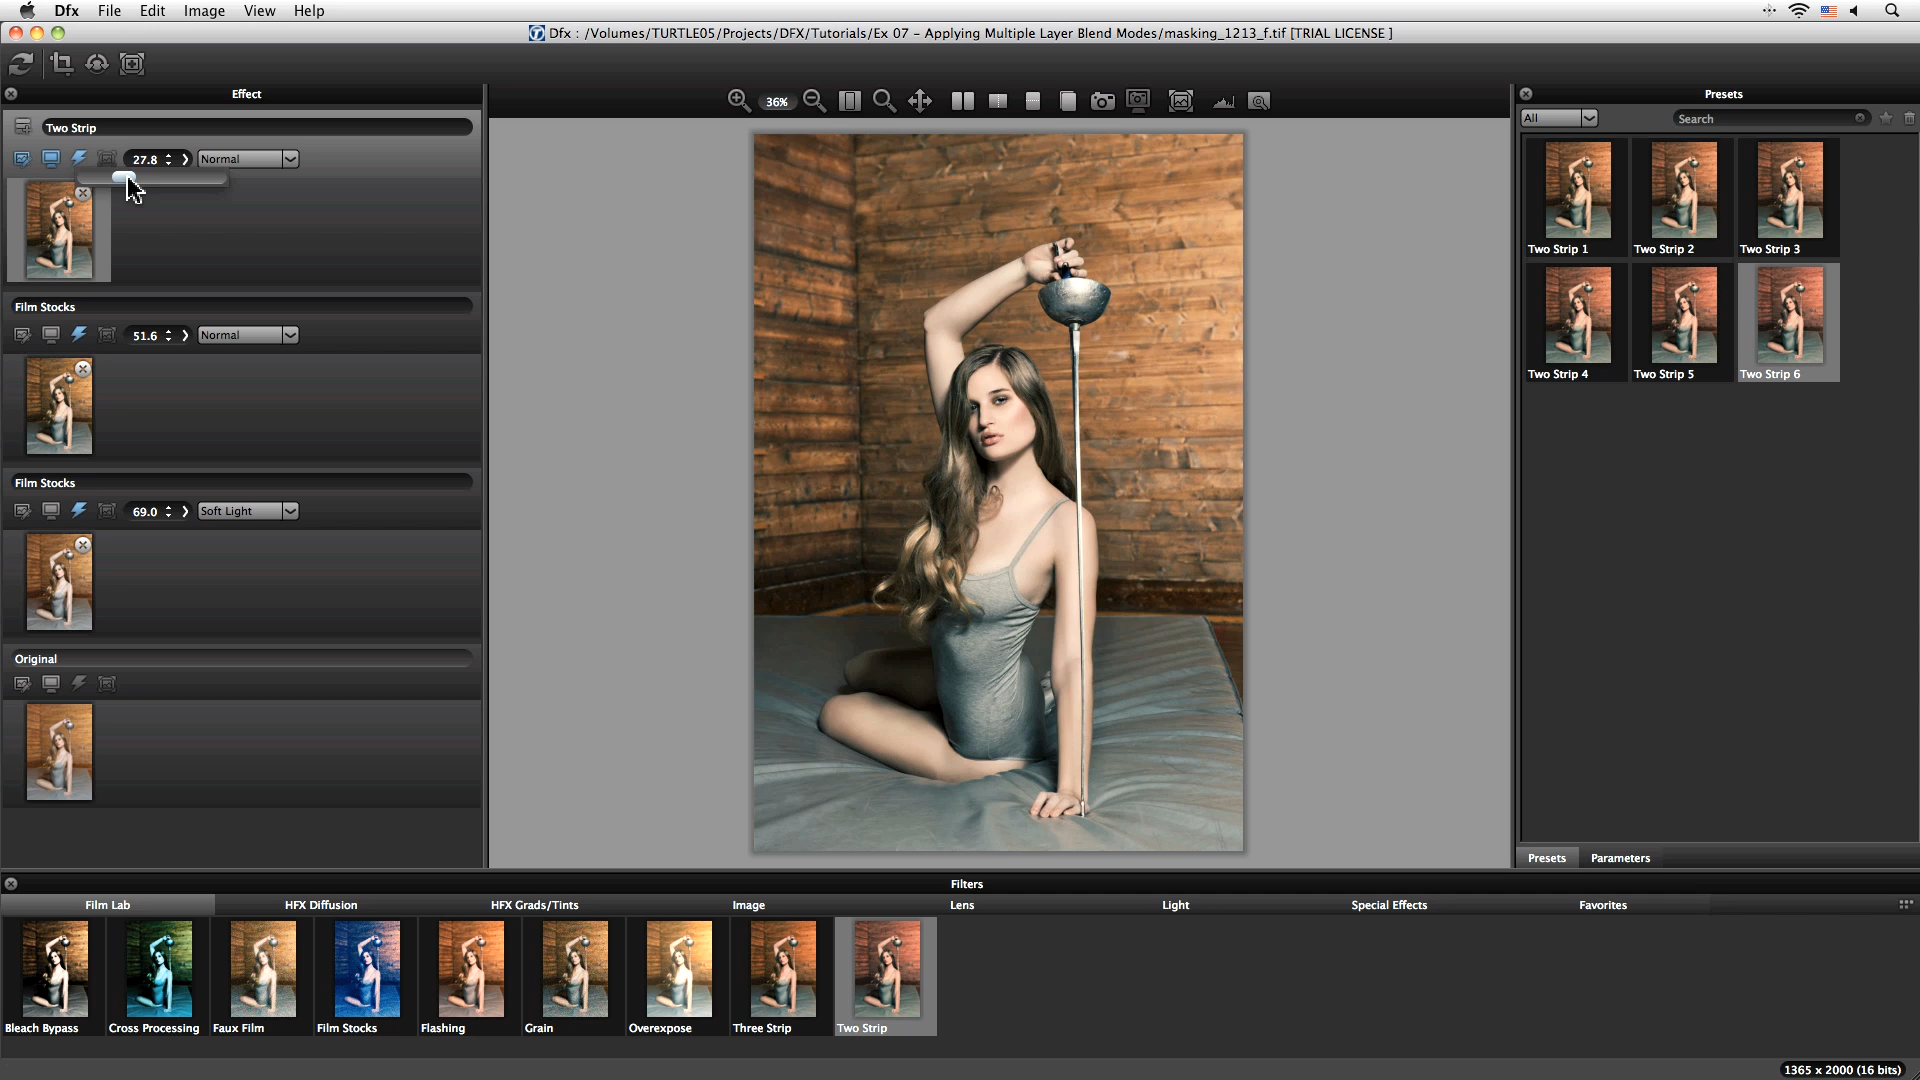 Dfx File Edit Image View Help
Dfx : /Volumes/TURTLE05/Projects/DFX/Tutorials/Ex 07 - Applying Multiple Layer Blend Modes/masking_1213_f.tif [TRIAL LICENSE ]
Effect
Two Strip
27.8 Normal
Film Stocks
51.6 Normal
Film Stocks
69.0 Soft Light
Original
36%
Presets
All Search
Two Strip 1 Two Strip 2 Two Strip 3
Two Strip 4 Two Strip 5 Two Strip 6
Presets Parameters
Filters
Film Lab HFX Diffusion HFX Grads/Tints Image Lens Light Special Effects Favorites
Bleach Bypass Cross Processing Faux Film Film Stocks Flashing Grain Overexpose Three Strip Two Strip
1365 x 2000 (16 bits)